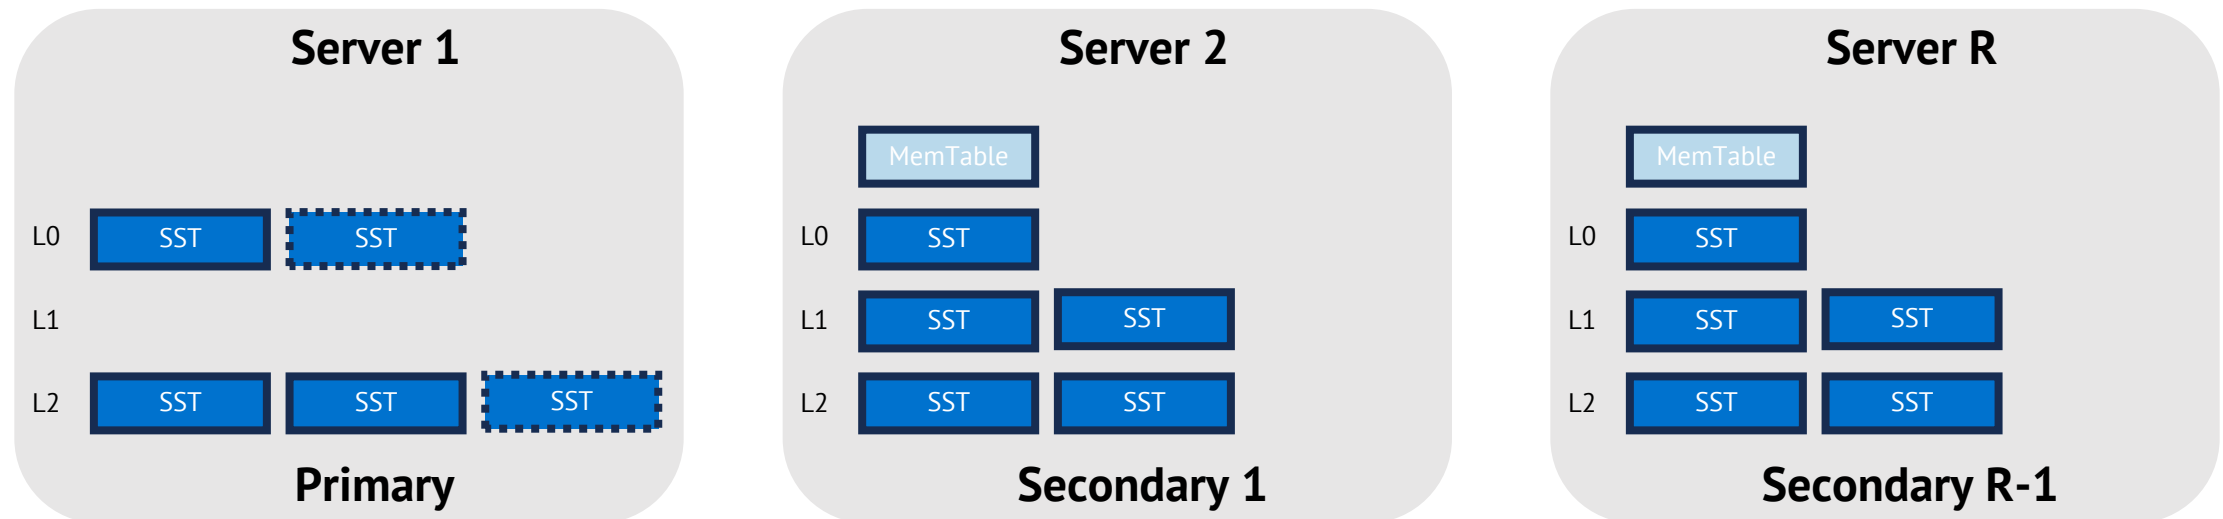 Server 1
L0 SST SST
L1
L2 SST SST SST
Primary
Server 2
MemTable
L0 SST
L1 SST SST
L2 SST SST
Secondary 1
Server R
MemTable
L0 SST
L1 SST SST
L2 SST SST
Secondary R-1